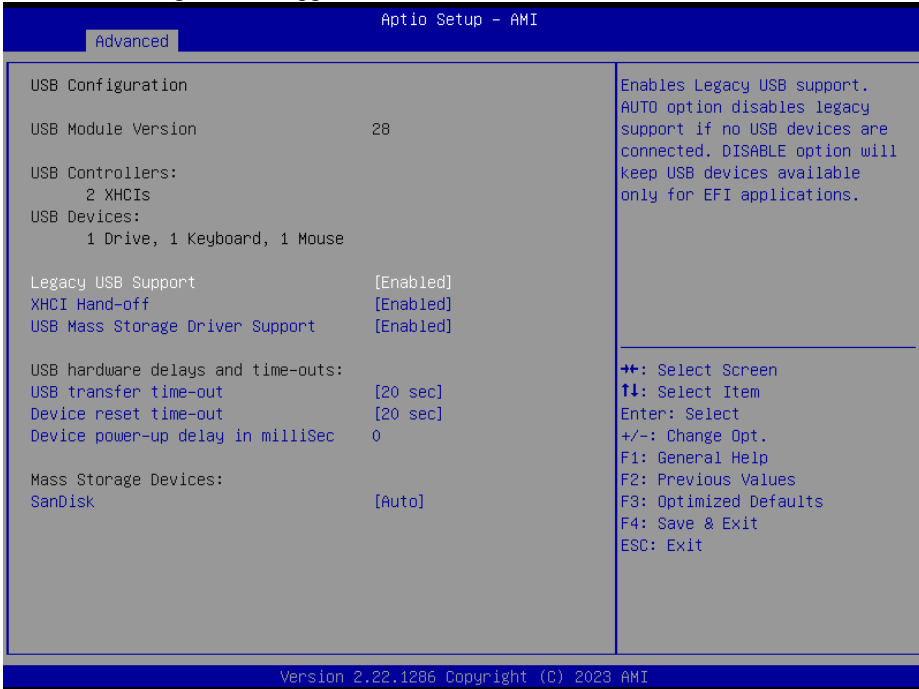 Aptio Setup - AMI
Advanced
USB Configuration
USB Module Version 28
USB Controllers:
2 XHCIs
USB Devices:
1 Drive, 1 Keyboard, 1 Mouse
Legacy USB Support [Enabled]
XHCI Hand-off [Enabled]
USB Mass Storage Driver Support [Enabled]
USB hardware delays and time-outs:
USB transfer time-out [20 sec]
Device reset time-out [20 sec]
Device power-up delay in milliSec 0
Mass Storage Devices:
SanDisk [Auto]
Enables Legacy USB support.
AUTO option disables legacy
support if no USB devices are
connected. DISABLE option will
keep USB devices available
only for EFI applications.
→←: Select Screen
↑↓: Select Item
Enter: Select
+/-: Change Opt.
F1: General Help
F2: Previous Values
F3: Optimized Defaults
F4: Save & Exit
ESC: Exit
Version 2.22.1286 Copyright (C) 2023 AMI